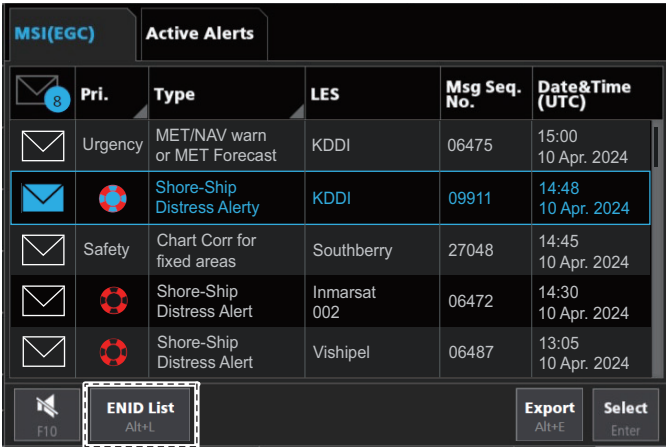 MSI(EGC) Active Alerts
8 Pri. Type LES Msg Seq. No. Date&Time (UTC)
Urgency MET/NAV warn or MET Forecast KDDI 06475 15:00 10 Apr. 2024
Shore-Ship Distress Alerty KDDI 09911 14:48 10 Apr. 2024
Safety Chart Corr for fixed areas Southberry 27048 14:45 10 Apr. 2024
Shore-Ship Distress Alert Inmarsat 002 06472 14:30 10 Apr. 2024
Shore-Ship Distress Alert Vishipel 06487 13:05 10 Apr. 2024
F10 ENID List Alt+L Export Alt+E Select Enter